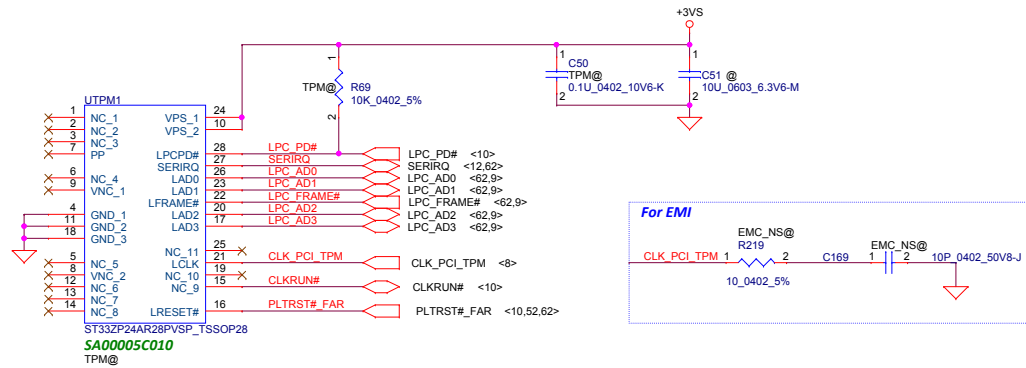 +3VS
1
R69
TPM@
10K_0402_5%
2
1
C50
TPM@
0.1U_0402_10V6-K
2
1
C51 @
10U_0603_6.3V6-M
2
UTPM1
1 NC_1 VPS_1 24
2 NC_2 VPS_2 10
3 NC_3
7 PP LPCPD# 28 LPC_PD# LPC_PD# <10>
SERIRQ 27 SERIRQ SERIRQ <12,62>
6 NC_4 LAD0 26 LPC_AD0 LPC_AD0 <62,9>
9 VNC_1 LAD1 23 LPC_AD1 LPC_AD1 <62,9>
LFRAME# 22 LPC_FRAME# LPC_FRAME# <62,9>
4 GND_1 LAD2 20 LPC_AD2 LPC_AD2 <62,9>
11 GND_2 LAD3 17 LPC_AD3 LPC_AD3 <62,9>
18 GND_3
NC_11 25
5 NC_5 LCLK 21 CLK_PCI_TPM CLK_PCI_TPM <8>
8 VNC_2 NC_10 19
12 NC_6 NC_9 15 CLKRUN# CLKRUN# <10>
13 NC_7
14 NC_8 LRESET# 16 PLTRST#_FAR PLTRST#_FAR <10,52,62>
ST33ZP24AR28PVSP_TSSOP28
SA00005C010
TPM@
For EMI
EMC_NS@
R219
CLK_PCI_TPM 1 2
10_0402_5%
C169
EMC_NS@
1 2
10P_0402_50V8-J